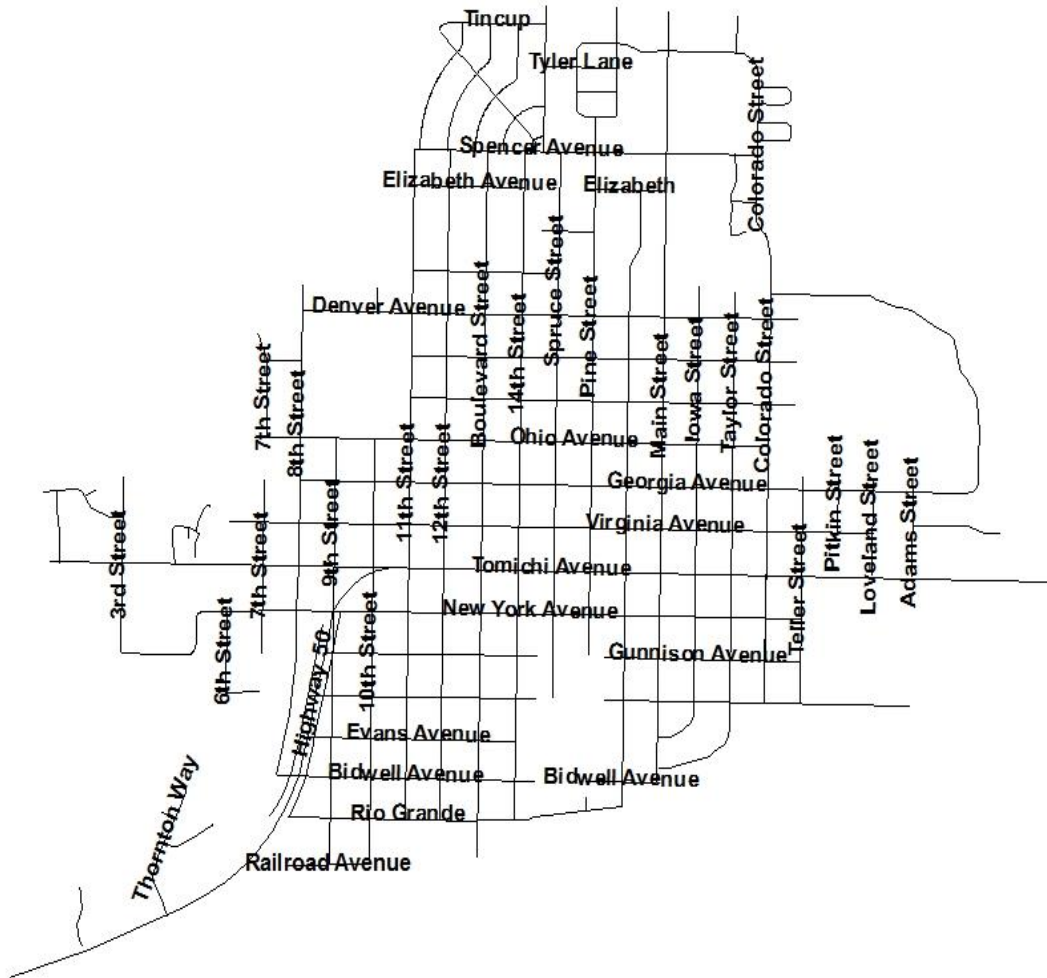 Tincup
Tyler Lane
Colorado Street
Spencer Avenue
Elizabeth Avenue
Elizabeth
Denver Avenue
Boulevard Street
14th Street
Spruce Street
Pine Street
Main Street
Iowa Street
Taylor Street
Colorado Street
7th Street
8th Street
11th Street
12th Street
Ohio Avenue
Georgia Avenue
Pitkin Street
Loveland Street
Adams Street
Virginia Avenue
3rd Street
7th Street
9th Street
Tomichi Avenue
Teller Street
New York Avenue
6th Street
Highway 50
10th Street
Gunnison Avenue
Evans Avenue
Bidwell Avenue
Bidwell Avenue
Thornton Way
Rio Grande
Railroad Avenue